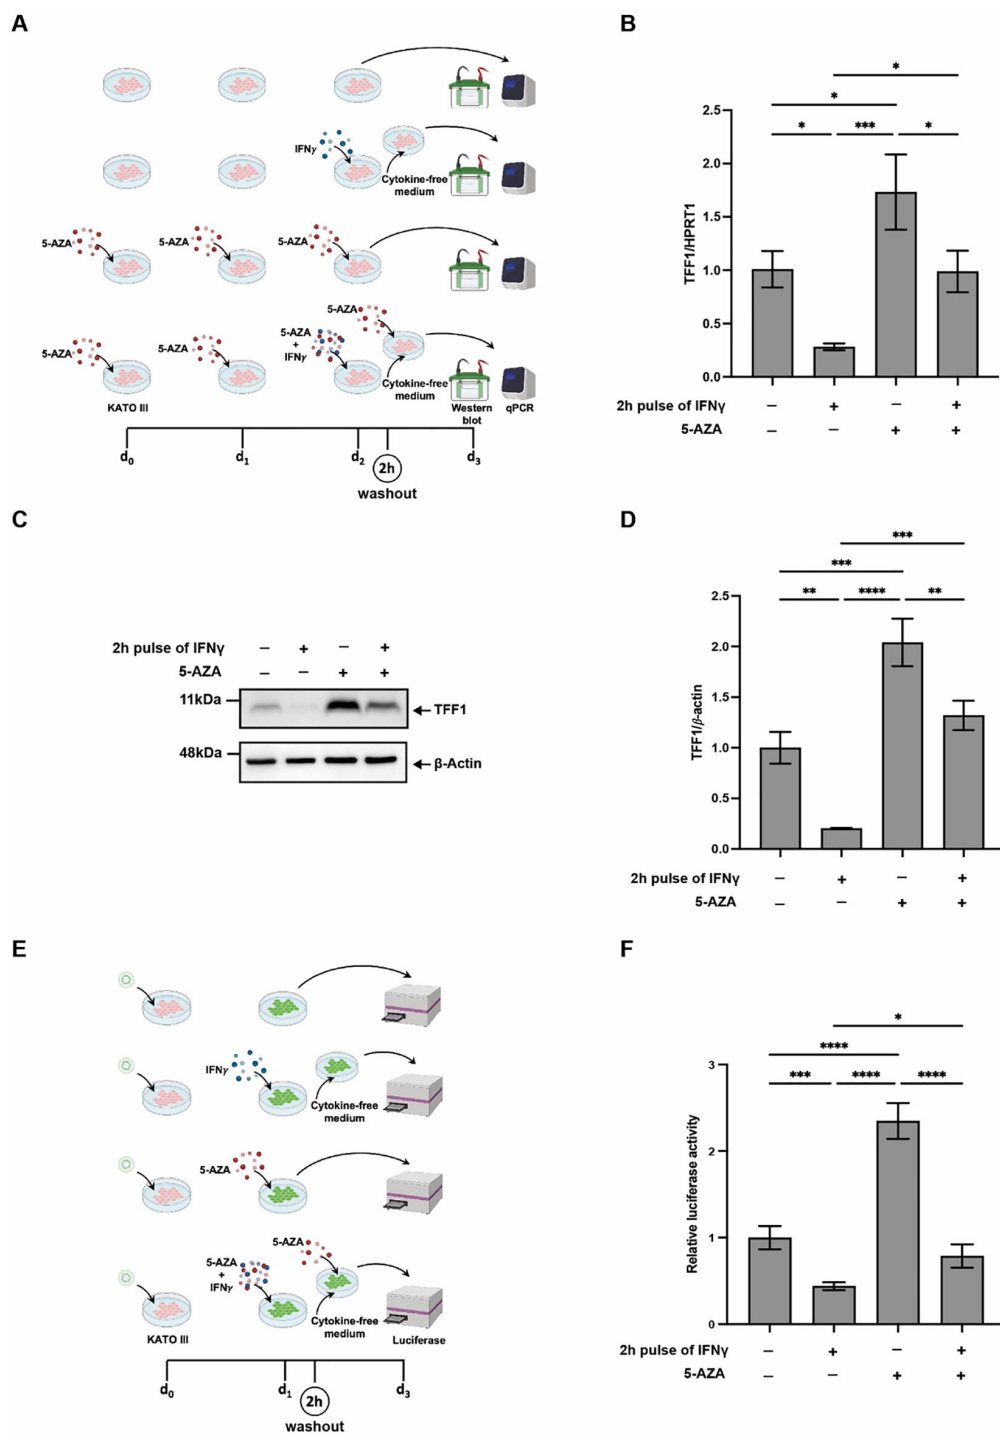 A
IFNγ
Cytokine-free
medium
5-AZA
5-AZA
5-AZA
5-AZA
5-AZA
5-AZA
5-AZA
+
IFNγ
Cytokine-free
medium
KATO III
Western
blot
qPCR
d0
d1
d2
d3
2h
washout
B
*
*
* *** *
TFF1/HPRT1
2.5
2.0
1.5
1.0
0.5
0.0
2h pulse of IFNγ – + – +
5-AZA – – + +
C
2h pulse of IFNγ – + – +
5-AZA – – + +
11kDa
TFF1
48kDa
β-Actin
D
***
***
** **** **
TFF1/β-actin
2.5
2.0
1.5
1.0
0.5
0.0
2h pulse of IFNγ – + – +
5-AZA – – + +
E
IFNγ
Cytokine-free
medium
5-AZA
5-AZA
5-AZA
+
IFNγ
Cytokine-free
medium
KATO III
Luciferase
d0
d1
d3
2h
washout
F
*
****
*** **** ****
Relative luciferase activity
3
2
1
0
2h pulse of IFNγ – + – +
5-AZA – – + +